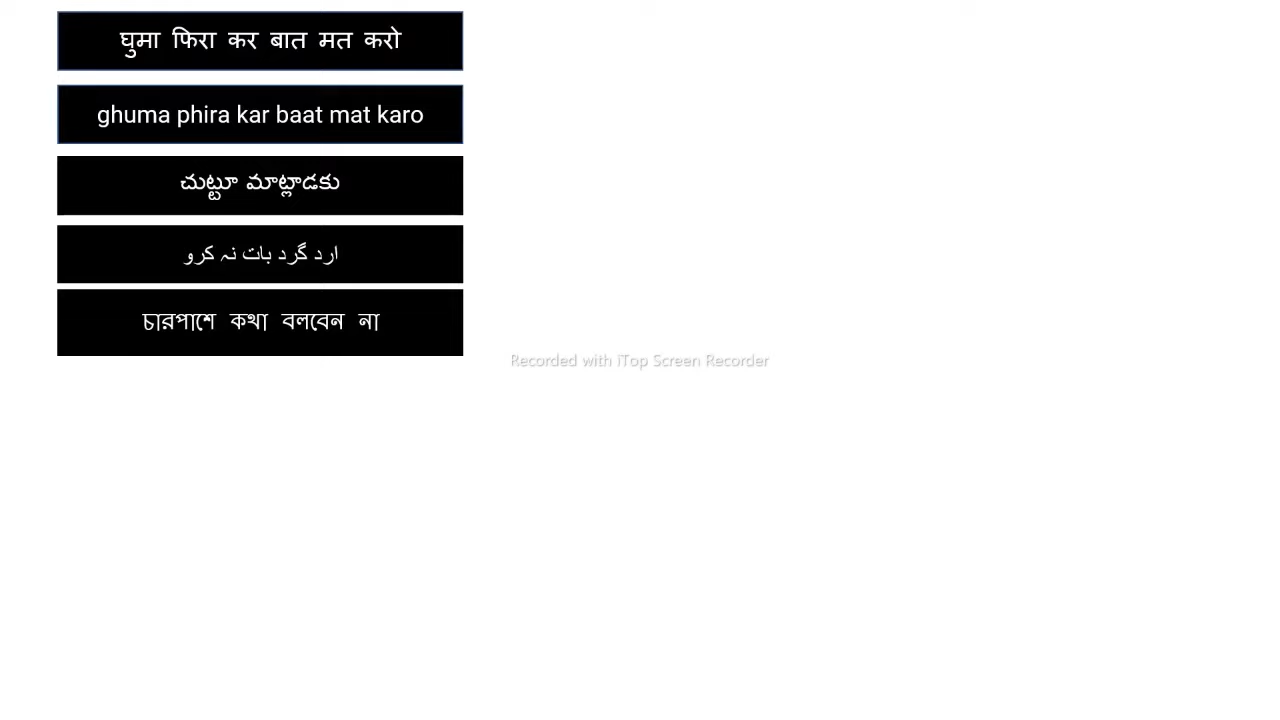 घुमा फिरा कर बात मत करो
ghuma phira kar baat mat karo
చుట్టూ మాట్లాడకు
ارد گرد بات نہ کرو
চারপাশে কথা বলবেন না
Recorded with iTop Screen Recorder